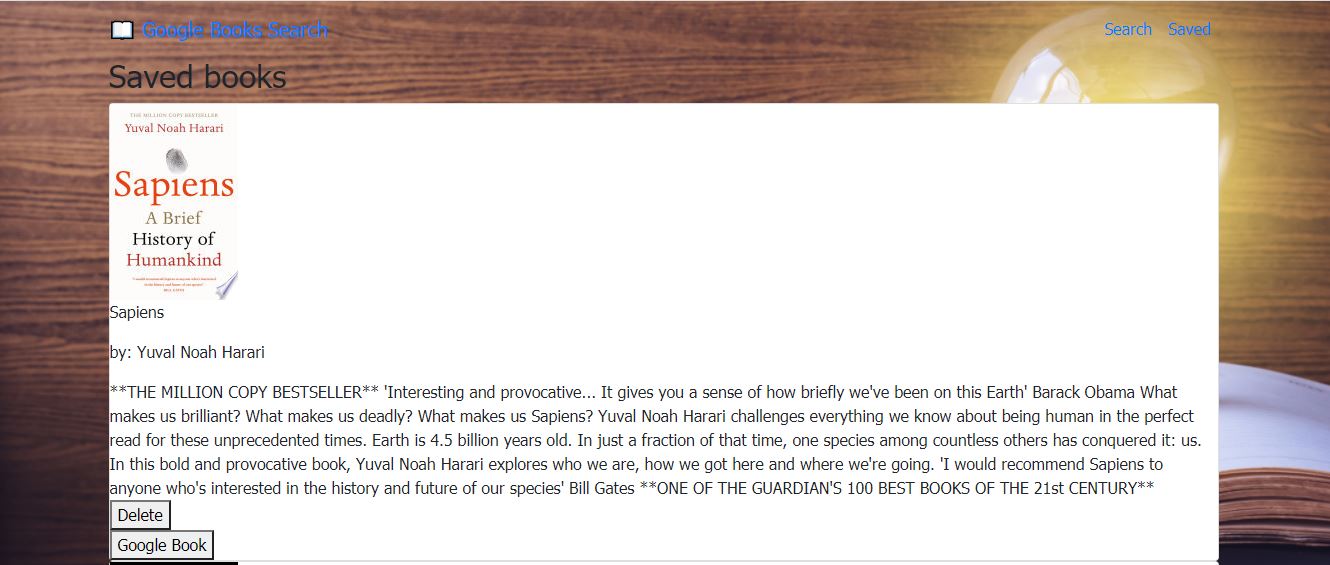 Google Books Search
Search
Saved
Saved books
THE MILLION COPY BESTSELLER
Yuval Noah Harari
Sapiens
A Brief
History of
Humankind
BILL GATES
Sapiens
by: Yuval Noah Harari
**THE MILLION COPY BESTSELLER** 'Interesting and provocative... It gives you a sense of how briefly we've been on this Earth' Barack Obama What
makes us brilliant? What makes us deadly? What makes us Sapiens? Yuval Noah Harari challenges everything we know about being human in the perfect
read for these unprecedented times. Earth is 4.5 billion years old. In just a fraction of that time, one species among countless others has conquered it: us.
In this bold and provocative book, Yuval Noah Harari explores who we are, how we got here and where we're going. 'I would recommend Sapiens to
anyone who's interested in the history and future of our species' Bill Gates **ONE OF THE GUARDIAN'S 100 BEST BOOKS OF THE 21st CENTURY**
Delete
Google Book